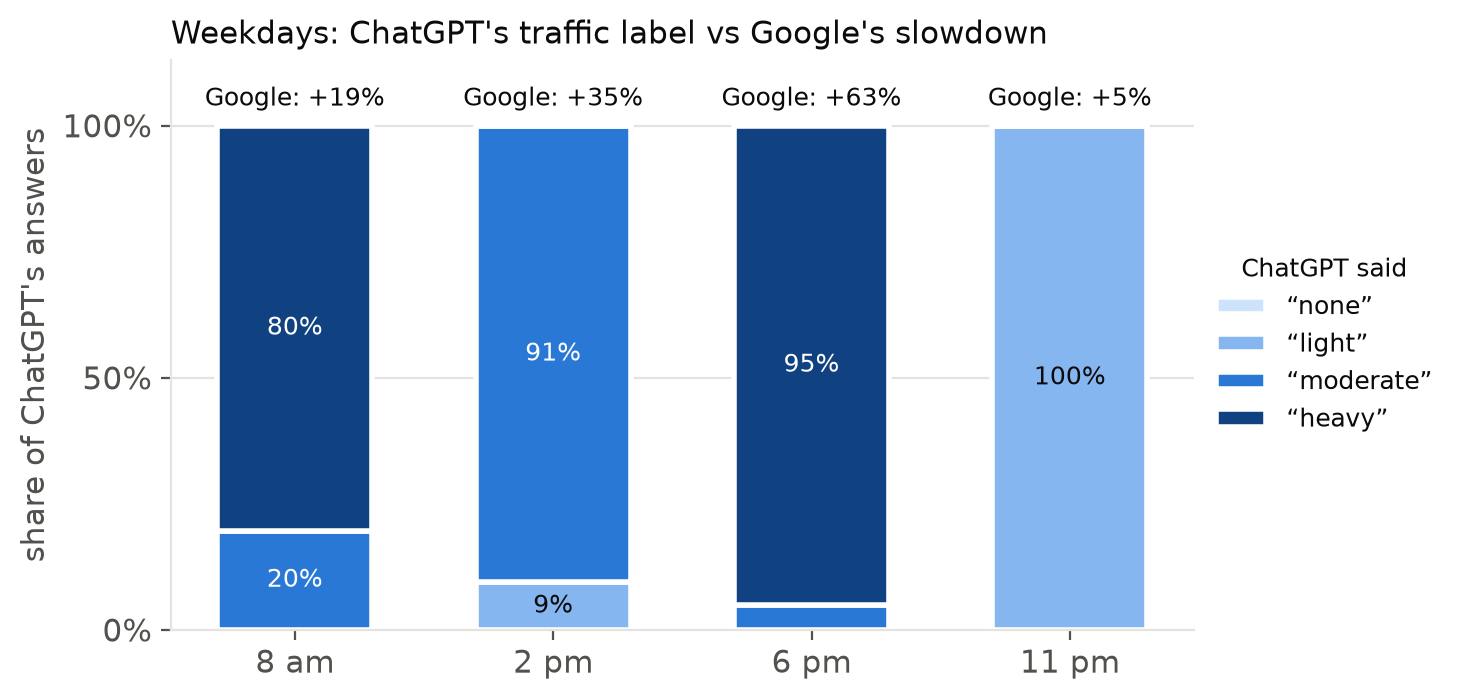 Weekdays: ChatGPT's traffic label vs Google's slowdown
Google: +19%
Google: +35%
Google: +63%
Google: +5%
share of ChatGPT's answers
100%
50%
0%
80%
20%
91%
9%
95%
100%
8 am
2 pm
6 pm
11 pm
ChatGPT said
“none”
“light”
“moderate”
“heavy”